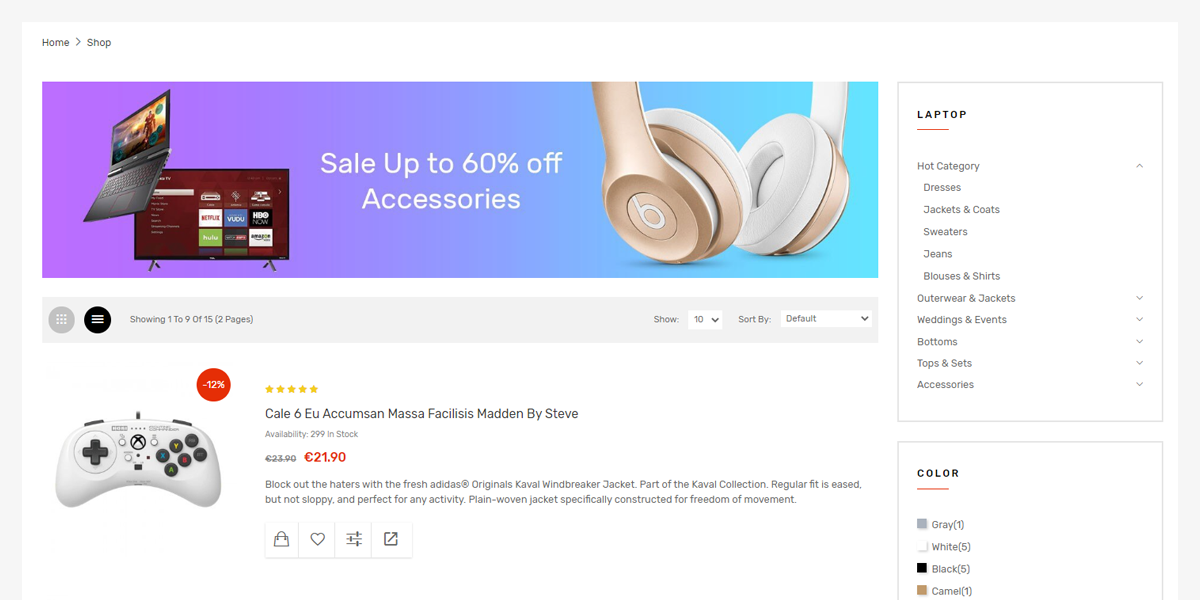 Home > Shop
Sale Up to 60% off
Accessories
NETFLIX VUDU HBO NOW
hulu amazon
Showing 1 To 9 Of 15 (2 Pages)
Show: 10
Sort By: Default
-12%
X Y B A
Cale 6 Eu Accumsan Massa Facilisis Madden By Steve
Availability: 299 In Stock
€23.90 €21.90
Block out the haters with the fresh adidas® Originals Kaval Windbreaker Jacket. Part of the Kaval Collection. Regular fit is eased,
but not sloppy, and perfect for any activity. Plain-woven jacket specifically constructed for freedom of movement.
LAPTOP
Hot Category
Dresses
Jackets & Coats
Sweaters
Jeans
Blouses & Shirts
Outerwear & Jackets
Weddings & Events
Bottoms
Tops & Sets
Accessories
COLOR
Gray(1)
White(5)
Black(5)
Camel(1)